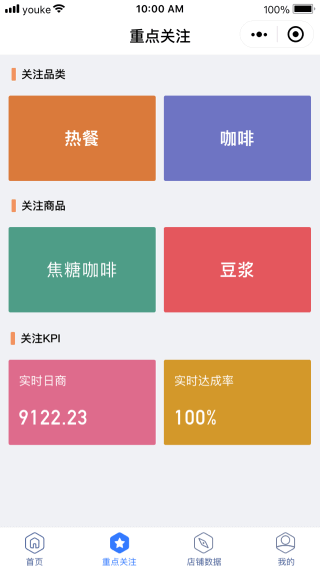 youke 10:00 AM 100%
重点关注
关注品类
热餐 咖啡
关注商品
焦糖咖啡 豆浆
关注KPI
实时日商 实时达成率
9122.23 100%
首页 重点关注 店铺数据 我的